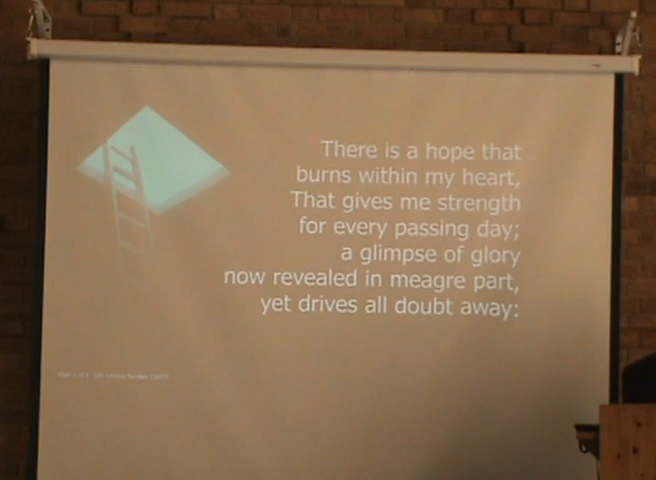 There is a hope that
burns within my heart,
That gives me strength
for every passing day;
a glimpse of glory
now revealed in meagre part,
yet drives all doubt away: